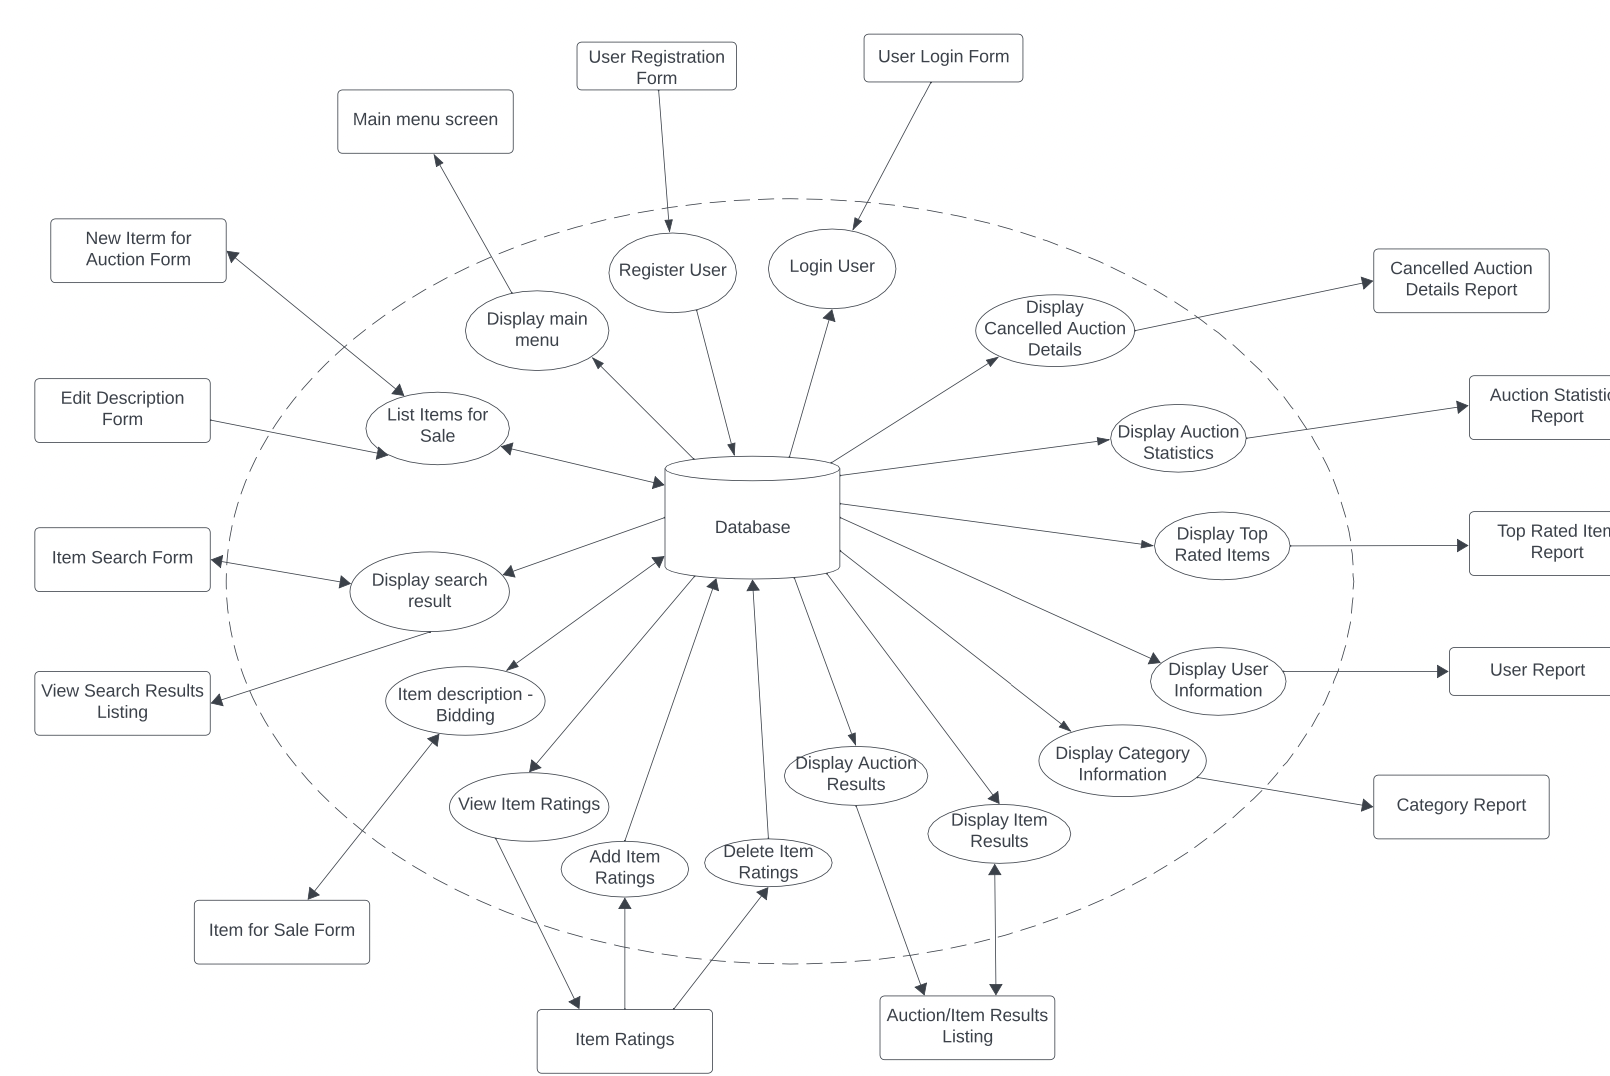 User Registration
Form
User Login Form
Main menu screen
New Iterm for
Auction Form
Register User
Login User
Cancelled Auction
Details Report
Display main
menu
Display
Cancelled Auction
Details
Edit Description
Form
List Items for
Sale
Display Auction
Statistics
Auction Statistic
Report
Database
Item Search Form
Display search
result
Display Top
Rated Items
Top Rated Item
Report
View Search Results
Listing
Item description -
Bidding
Display User
Information
User Report
View Item Ratings
Display Auction
Results
Display Category
Information
Category Report
Add Item
Ratings
Delete Item
Ratings
Display Item
Results
Item for Sale Form
Item Ratings
Auction/Item Results
Listing